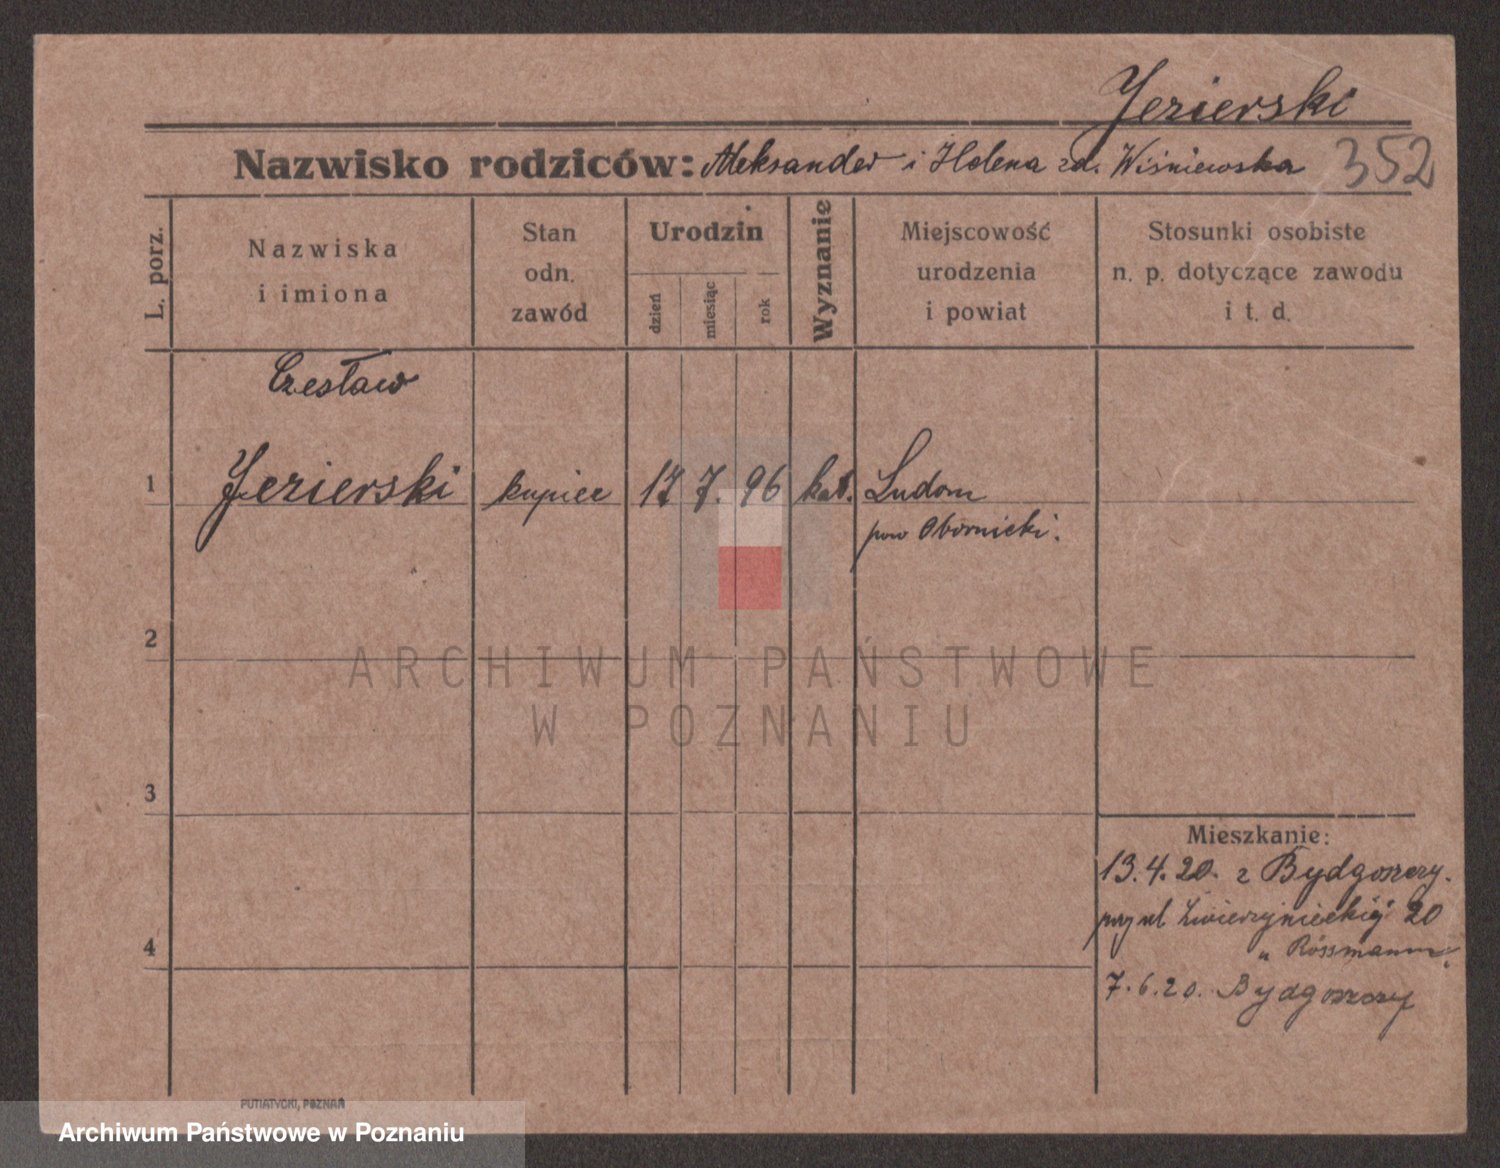 Jezierski
Nazwisko rodziców: Aleksander i Helena zd. Wiśniewska 352
L. porz.
Nazwiska
i imiona
Stan
odn.
zawód
Urodzin
dzień
miesiąc
rok
Wyznanie
Miejscowość
urodzenia
i powiat
Stosunki osobiste
n. p. dotyczące zawodu
i t. d.
Czesław
1 Jezierski kupiec 17 7. 96 kat. Ludom
pow Obornicki.
2
ARCHIWUM PAŃSTWOWE
W POZNANIU
3
Mieszkanie:
13.4.20. z Bydgoszczy.
przy ul Zwierzynieckiej 20
u Rössmann
4
7.6.20. Bydgoszczy
PUTIATYCKI, POZNAŃ
Archiwum Państwowe w Poznaniu